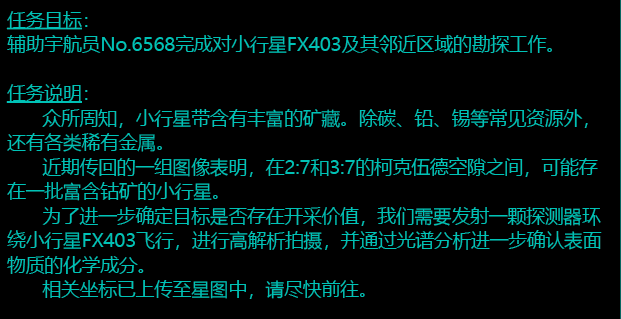 任务目标：
辅助宇航员No.6568完成对小行星FX403及其邻近区域的勘探工作。
任务说明：
众所周知，小行星带含有丰富的矿藏。除碳、铅、锡等常见资源外，
还有各类稀有金属。
近期传回的一组图像表明，在2:7和3:7的柯克伍德空隙之间，可能存
在一批富含钴矿的小行星。
为了进一步确定目标是否存在开采价值，我们需要发射一颗探测器环
绕小行星FX403飞行，进行高解析拍摄，并通过光谱分析进一步确认表面
物质的化学成分。
相关坐标已上传至星图中，请尽快前往。